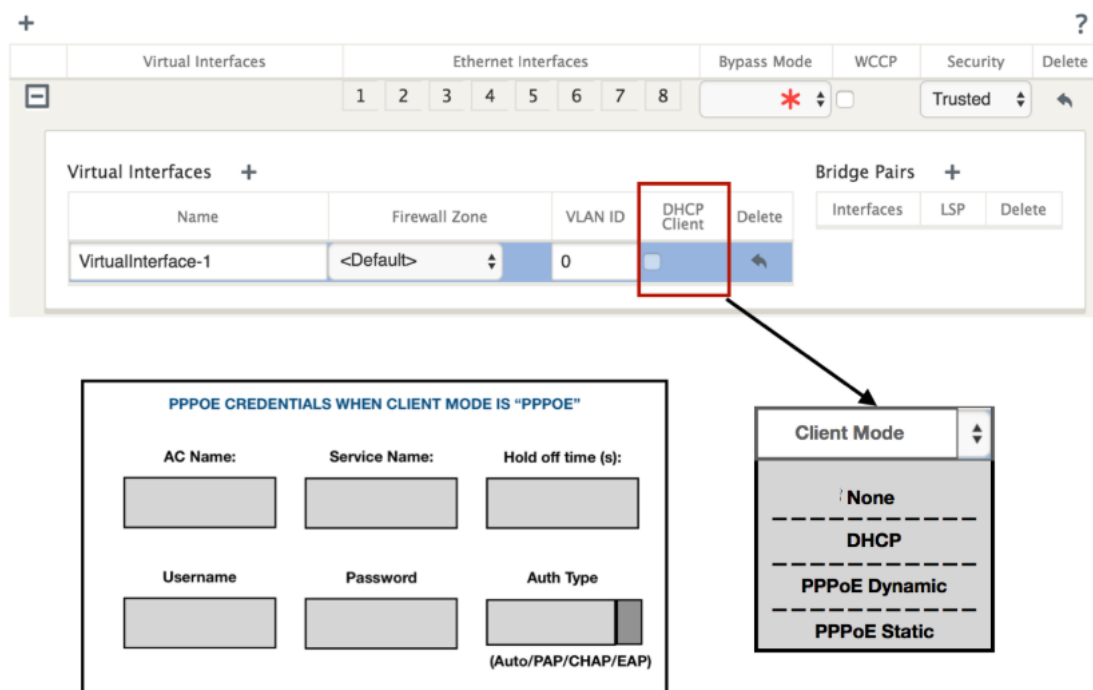 + ?
Virtual Interfaces Ethernet Interfaces Bypass Mode WCCP Security Delete
1 2 3 4 5 6 7 8 * Trusted
Virtual Interfaces + Bridge Pairs +
Name Firewall Zone VLAN ID DHCP Client Delete Interfaces LSP Delete
VirtualInterface-1 <Default> 0
PPPOE CREDENTIALS WHEN CLIENT MODE IS “PPPOE”
AC Name: Service Name: Hold off time (s):
Username Password Auth Type
(Auto/PAP/CHAP/EAP)
Client Mode
None
DHCP
PPPoE Dynamic
PPPoE Static